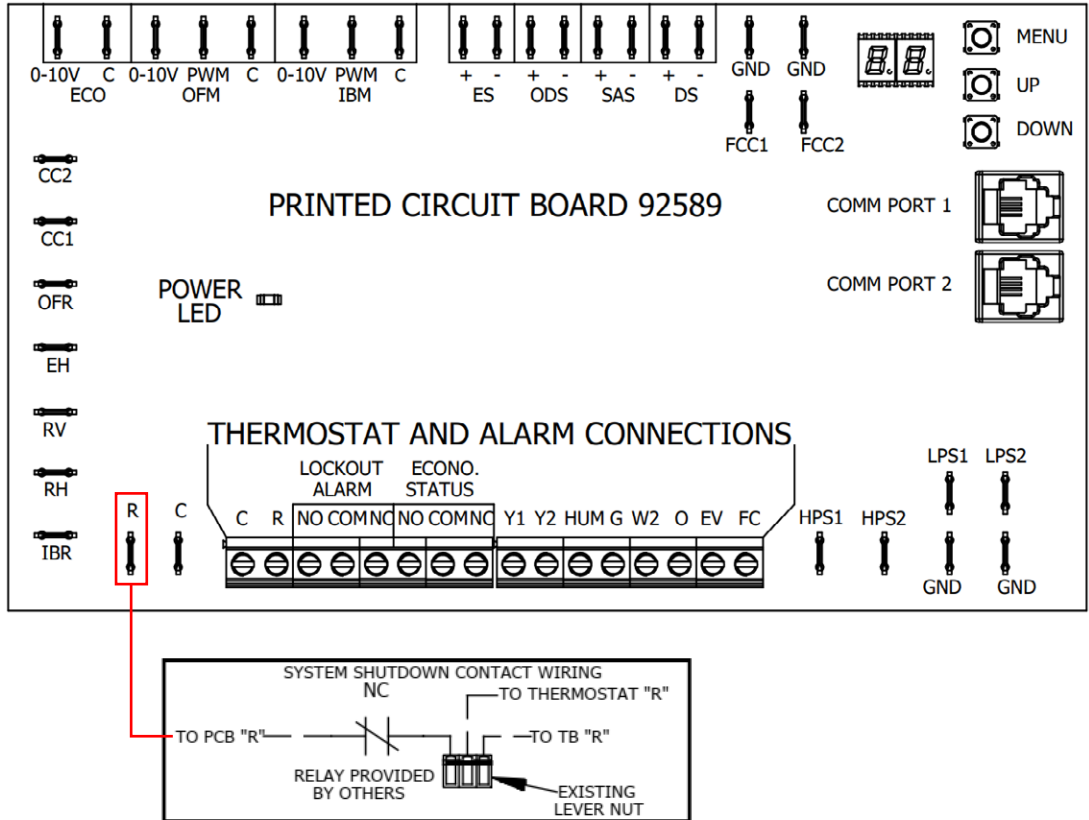 0-10V C 0-10V PWM C 0-10V PWM C + - + - + - + - GND GND
ECO OFM IBM ES ODS SAS DS
8.8.
MENU
UP
DOWN
FCC1 FCC2
CC2
CC1
OFR
EH
RV
RH
IBR
PRINTED CIRCUIT BOARD 92589
COMM PORT 1
COMM PORT 2
POWER
LED
THERMOSTAT AND ALARM CONNECTIONS
LOCKOUT ECONO.
ALARM STATUS
R C C R NO COM NC NO COM NC Y1 Y2 HUM G W2 O EV FC
HPS1 HPS2
LPS1 LPS2
GND GND
SYSTEM SHUTDOWN CONTACT WIRING
NC
TO THERMOSTAT "R"
TO PCB "R"
TO TB "R"
RELAY PROVIDED
BY OTHERS
EXISTING
LEVER NUT